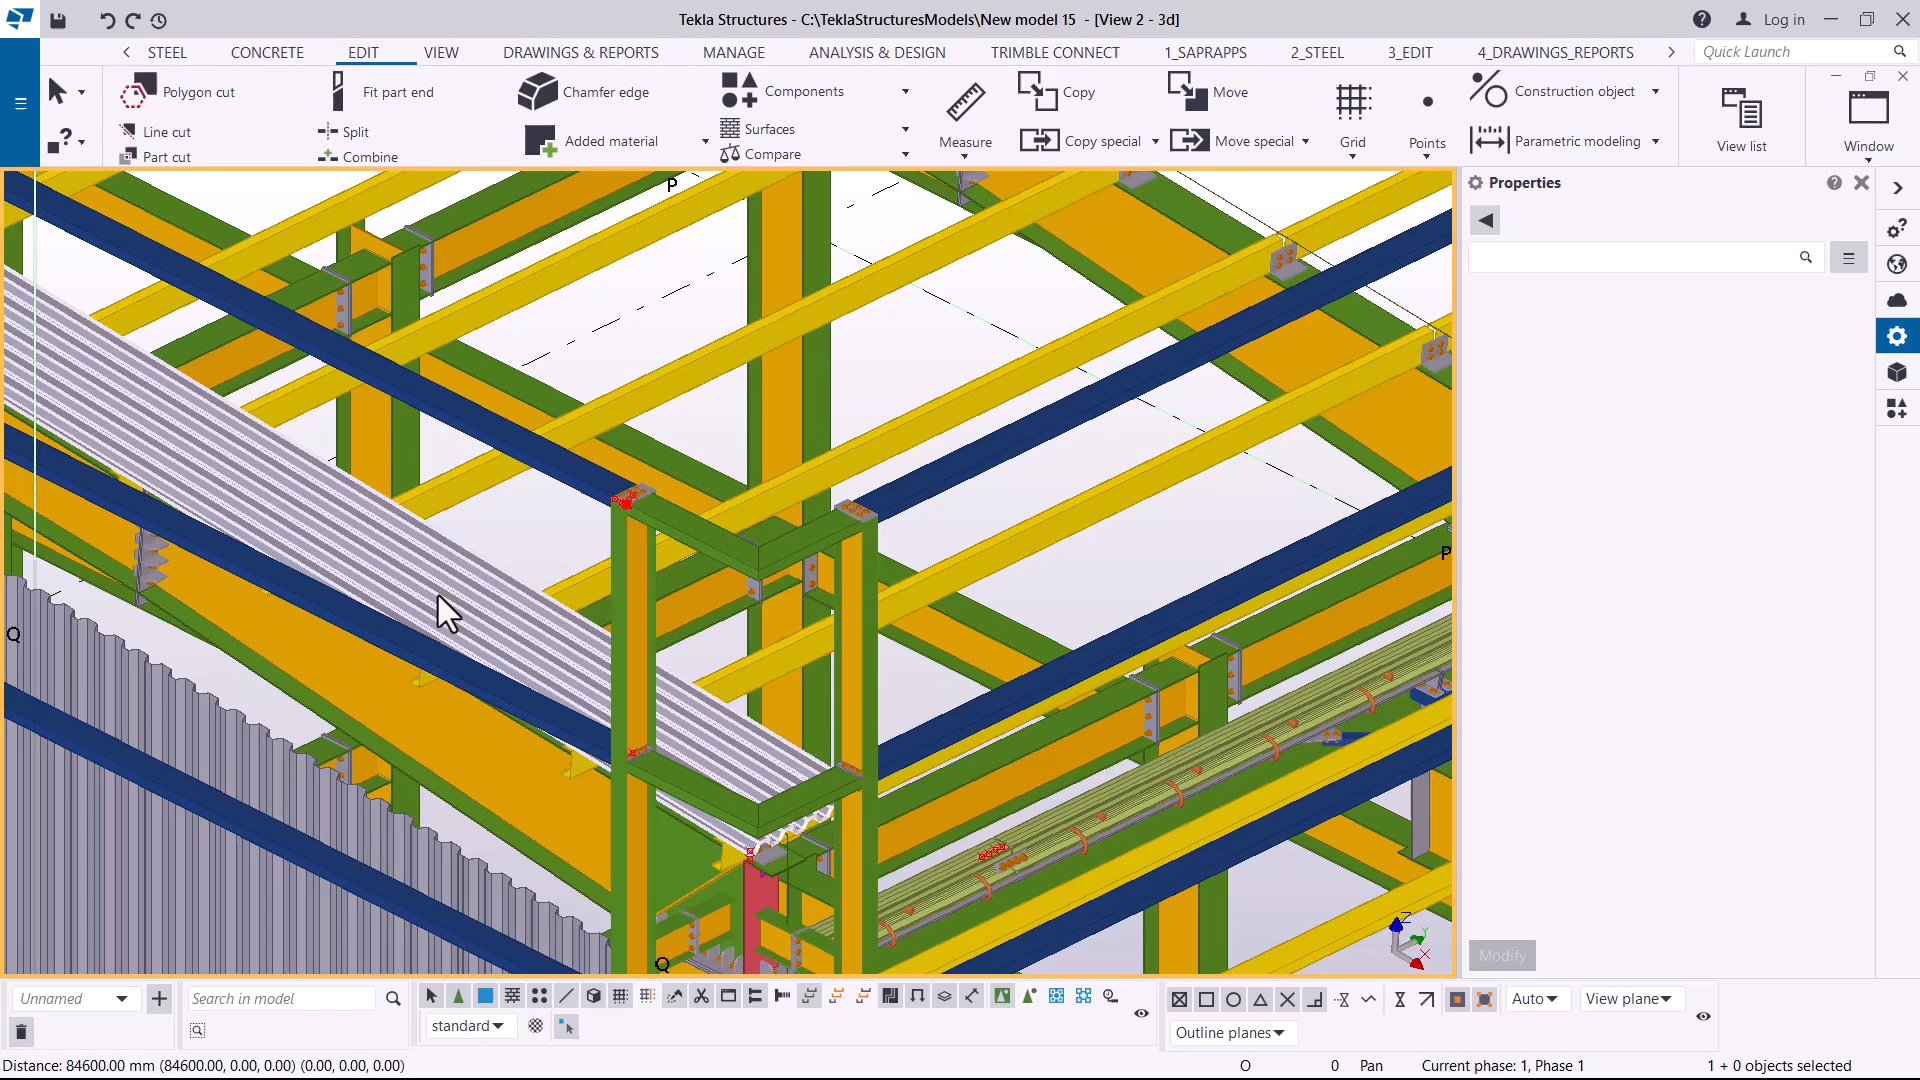 Tekla Structures - C:\TeklaStructuresModels\New model 15 - [View 2 - 3d]
Log in
STEEL CONCRETE EDIT VIEW DRAWINGS & REPORTS MANAGE ANALYSIS & DESIGN TRIMBLE CONNECT 1_SAPRAPPS 2_STEEL 3_EDIT 4_DRAWINGS_REPORTS Quick Launch
Polygon cut Fit part end Chamfer edge Components Copy Move Construction object
Line cut Split Added material Surfaces Measure Copy special Move special Grid Points Parametric modeling View list Window
Part cut Combine Compare
Properties
P
P
Q
Q
Z
Y
X
Modify
Unnamed
Search in model
standard
Auto
View plane
Outline planes
Distance: 84600.00 mm (84600.00, 0.00, 0.00) (0.00, 0.00, 0.00) O 0 Pan Current phase: 1, Phase 1 1 + 0 objects selected